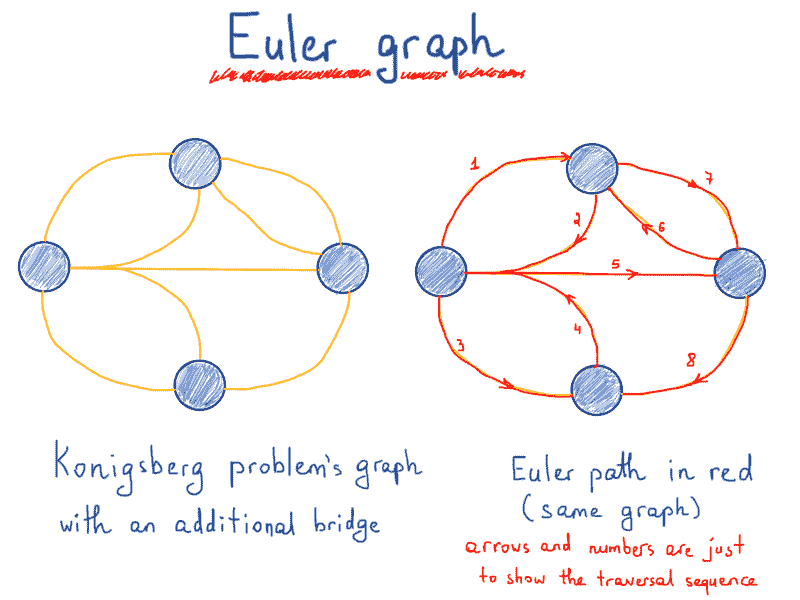 Euler graph
1
7
2
6
5
4
3
8
Konigsberg problem's graph
with an additional bridge
Euler path in red
(same graph)
arrows and numbers are just
to show the traversal sequence